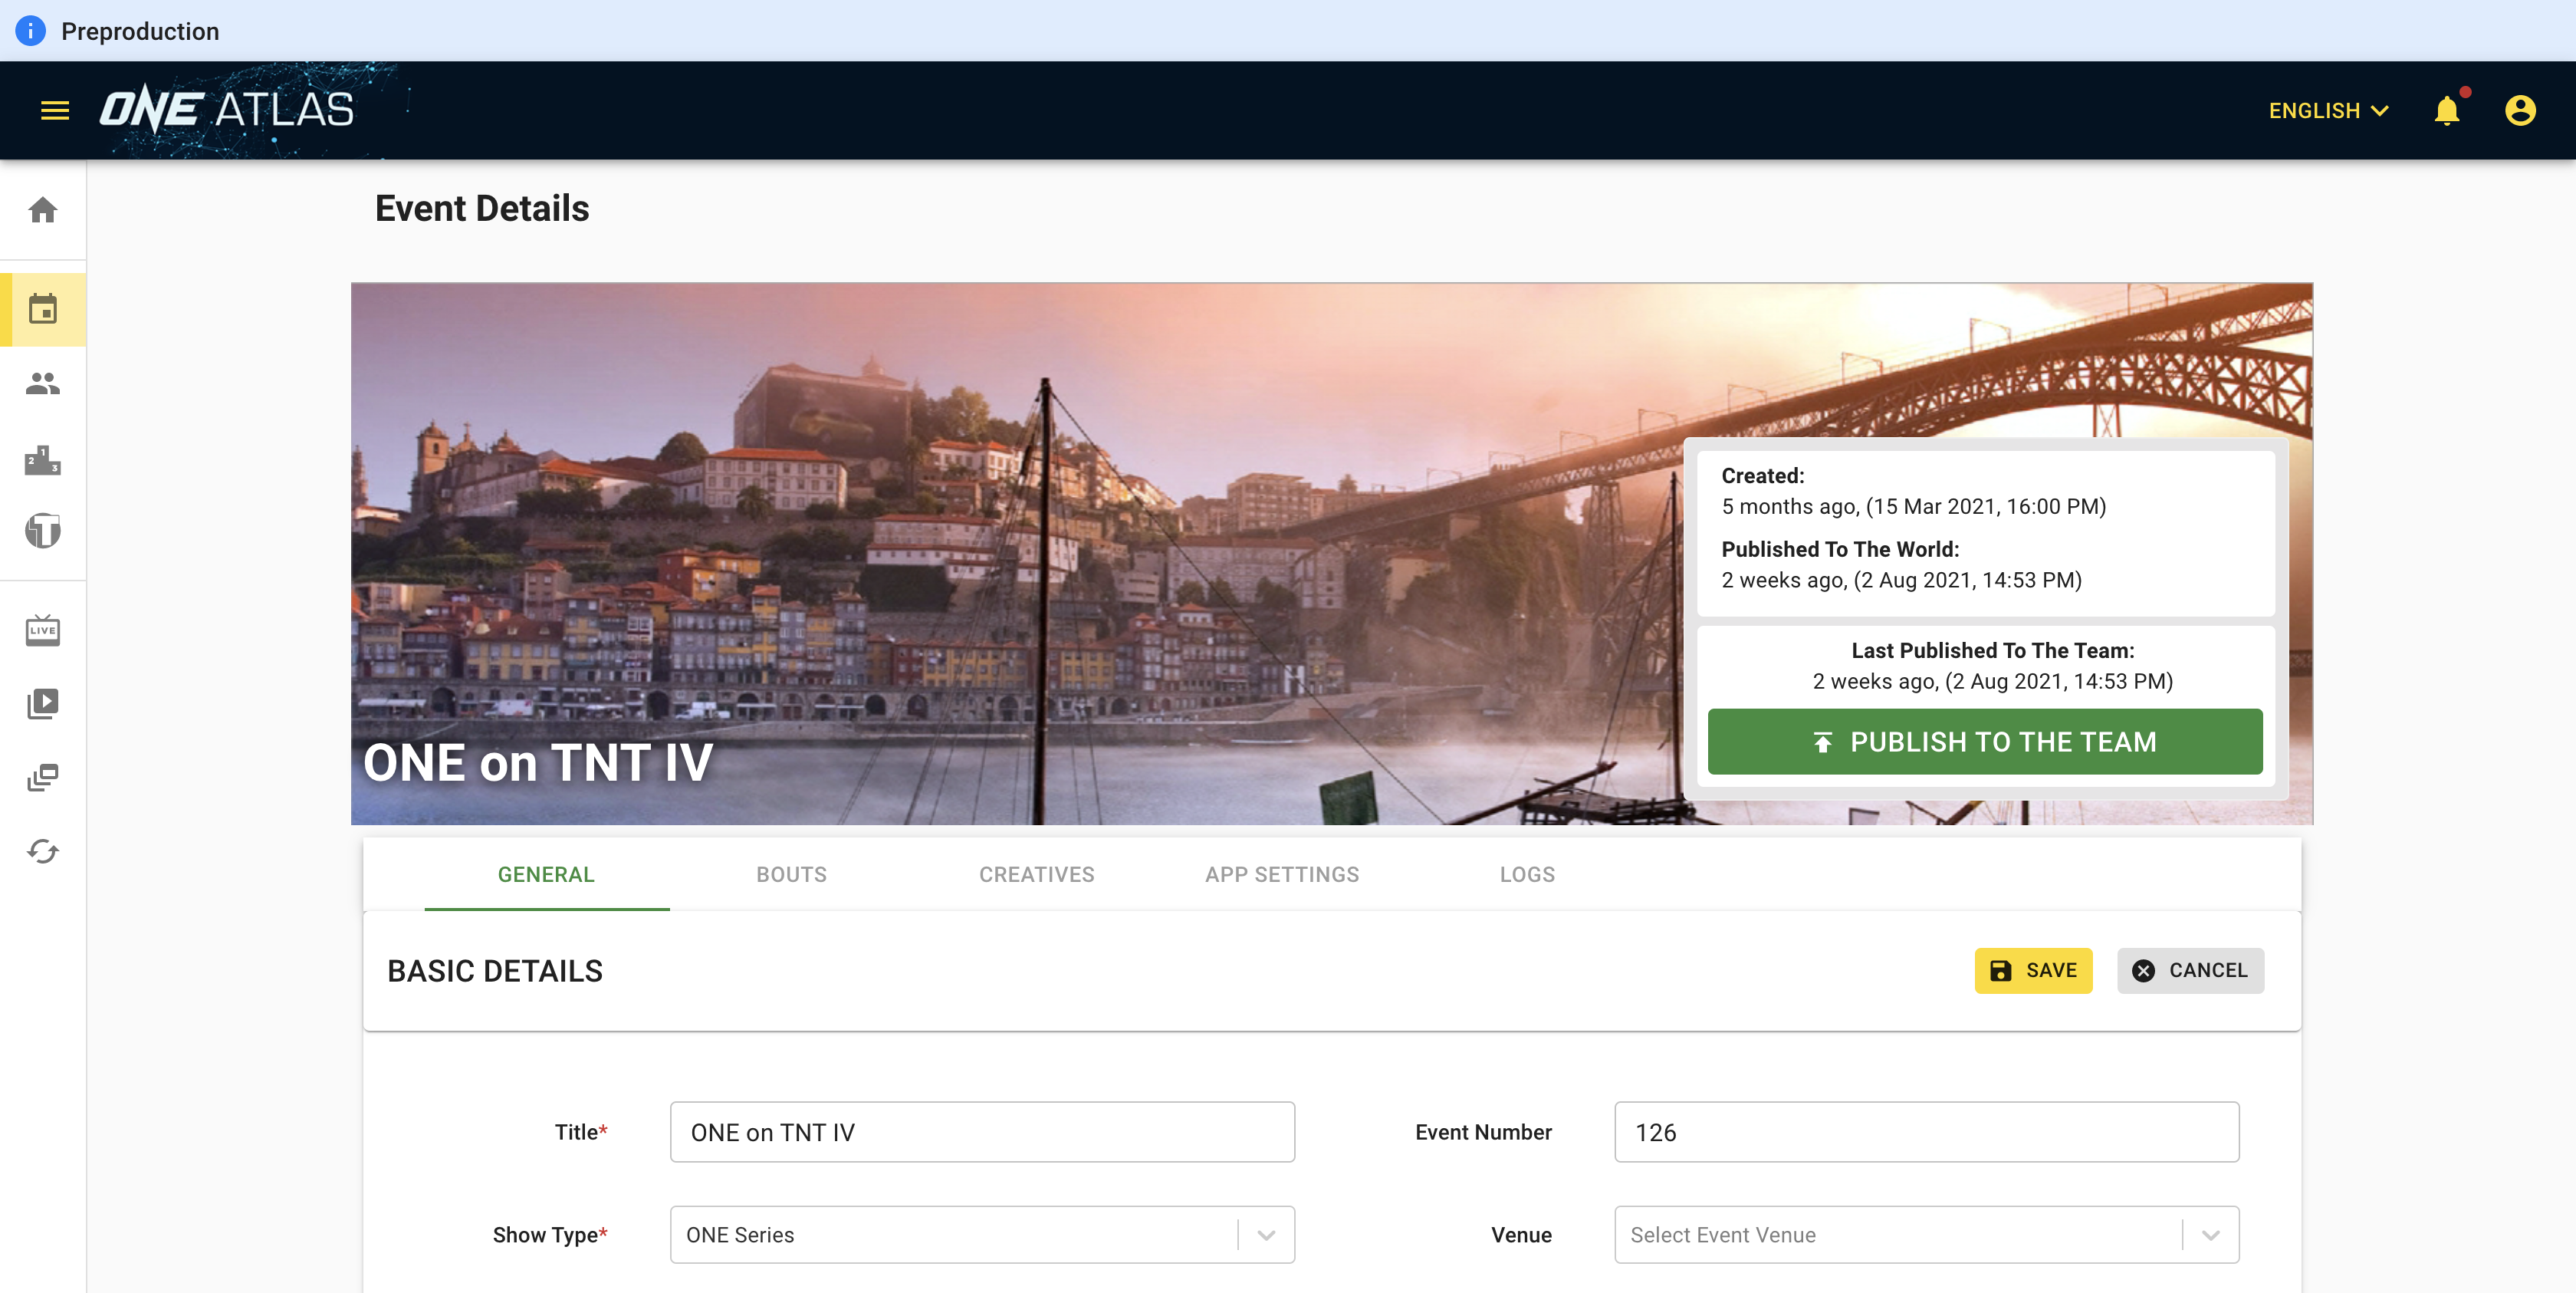 Preproduction
ONE ATLAS
ENGLISH
Event Details
Created:
5 months ago, (15 Mar 2021, 16:00 PM)
Published To The World:
2 weeks ago, (2 Aug 2021, 14:53 PM)
Last Published To The Team:
2 weeks ago, (2 Aug 2021, 14:53 PM)
PUBLISH TO THE TEAM
ONE on TNT IV
GENERAL BOUTS CREATIVES APP SETTINGS LOGS
BASIC DETAILS
SAVE CANCEL
Title* ONE on TNT IV Event Number 126
Show Type* ONE Series Venue Select Event Venue
2 1 3
T
LIVE